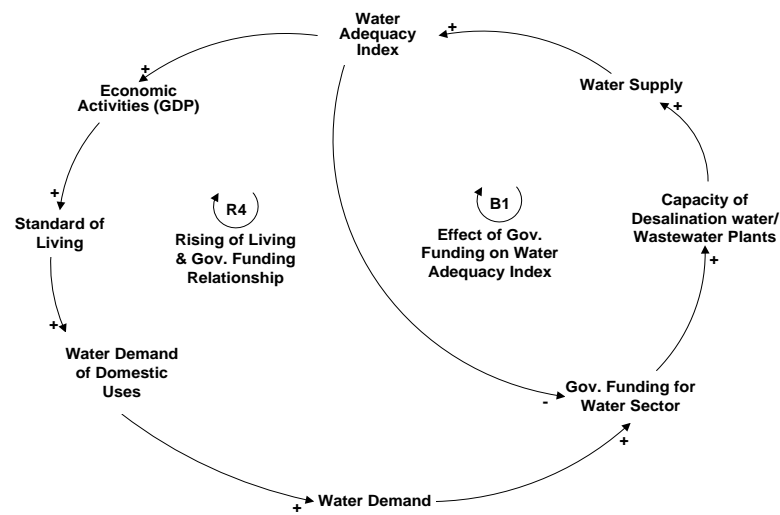 Water
Adequacy
Index
+
+
Economic
Activities (GDP)
Water Supply
+
+
Standard of
Living
R4
Rising of Living
& Gov. Funding
Relationship
B1
Effect of Gov.
Funding on Water
Adequacy Index
Capacity of
Desalination water/
Wastewater Plants
+
+
Water Demand
of Domestic
Uses
-
Gov. Funding for
Water Sector
+
+
Water Demand